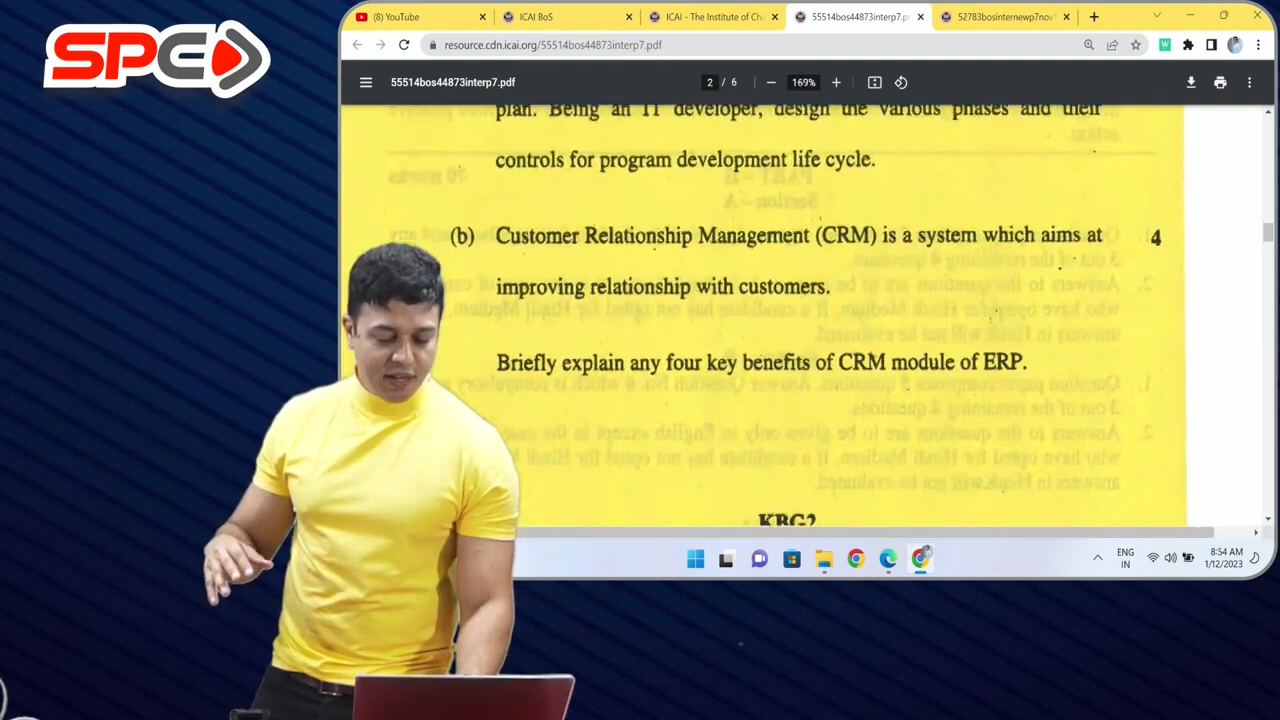 SPC
(8) YouTube
ICAI BoS
ICAI - The Institute of Cha
55514bos44873interp7.p
52783bosinternewp7nov1
resource.cdn.icai.org/55514bos44873interp7.pdf
55514bos44873interp7.pdf
2 / 6
169%
plan. Being an IT developer, design the various phases and their
controls for program development life cycle.
(b) Customer Relationship Management (CRM) is a system which aims at 4
improving relationship with customers.
Briefly explain any four key benefits of CRM module of ERP.
KBG2
ENG
IN
8:54 AM
1/12/2023